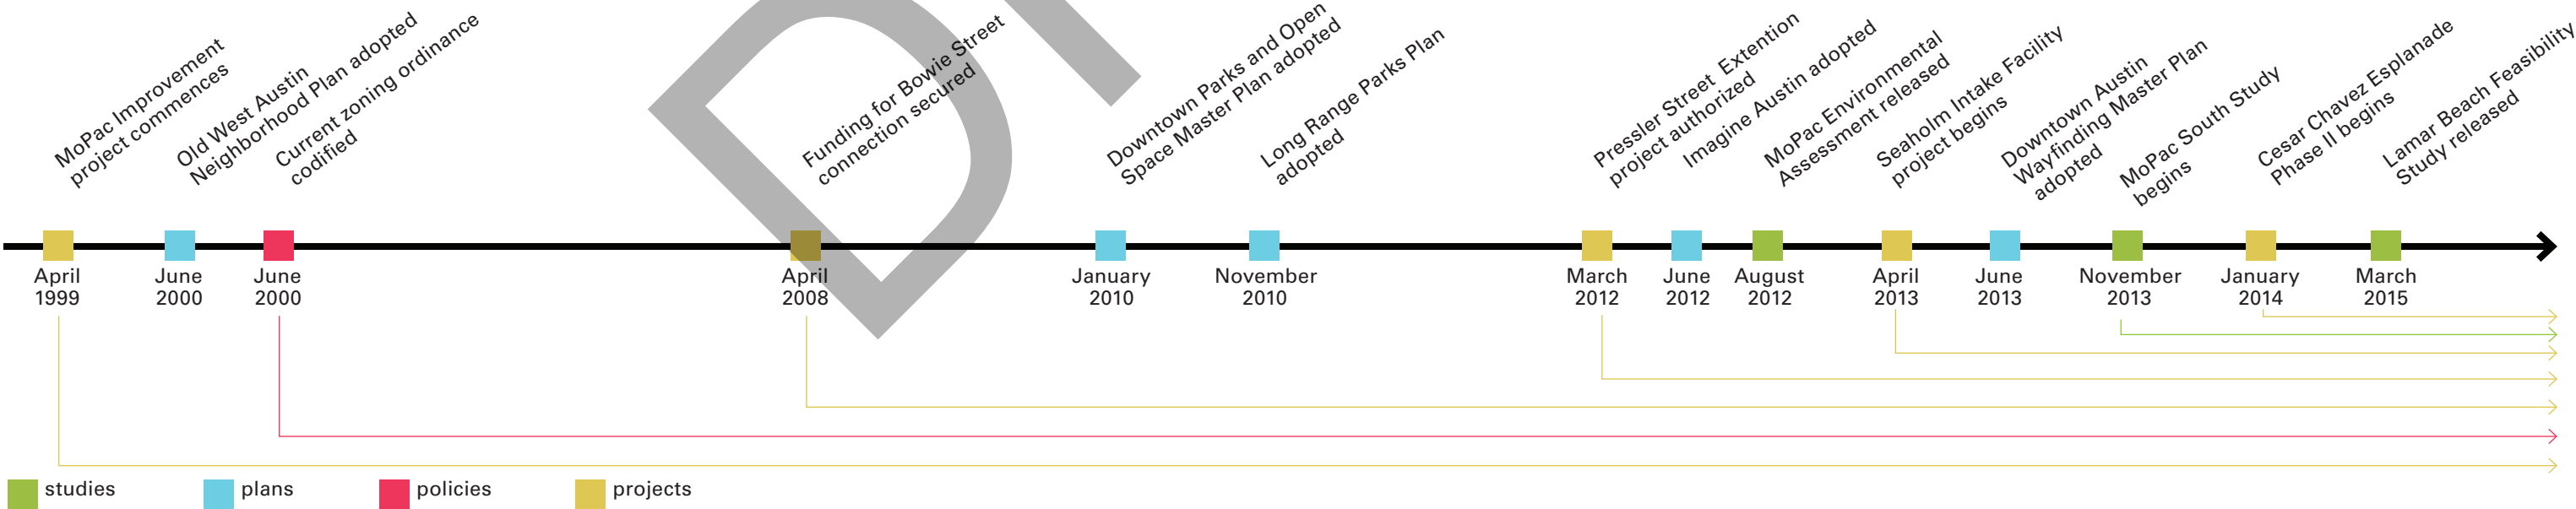 MoPac Improvement
project commences
Old West Austin
Neighborhood Plan adopted
Current zoning ordinance
codified
Funding for Bowie Street
connection secured
Downtown Parks and Open
Space Master Plan adopted
Long Range Parks Plan
adopted
Pressler Street Extention
project authorized
Imagine Austin adopted
MoPac Environmental
Assessment released
Seaholm Intake Facility
project begins
Downtown Austin
Wayfinding Master Plan
adopted
MoPac South Study
begins
Cesar Chavez Esplanade
Phase II begins
Lamar Beach Feasibility
Study released
April
1999
June
2000
June
2000
April
2008
January
2010
November
2010
March
2012
June
2012
August
2012
April
2013
June
2013
November
2013
January
2014
March
2015
studies
plans
policies
projects